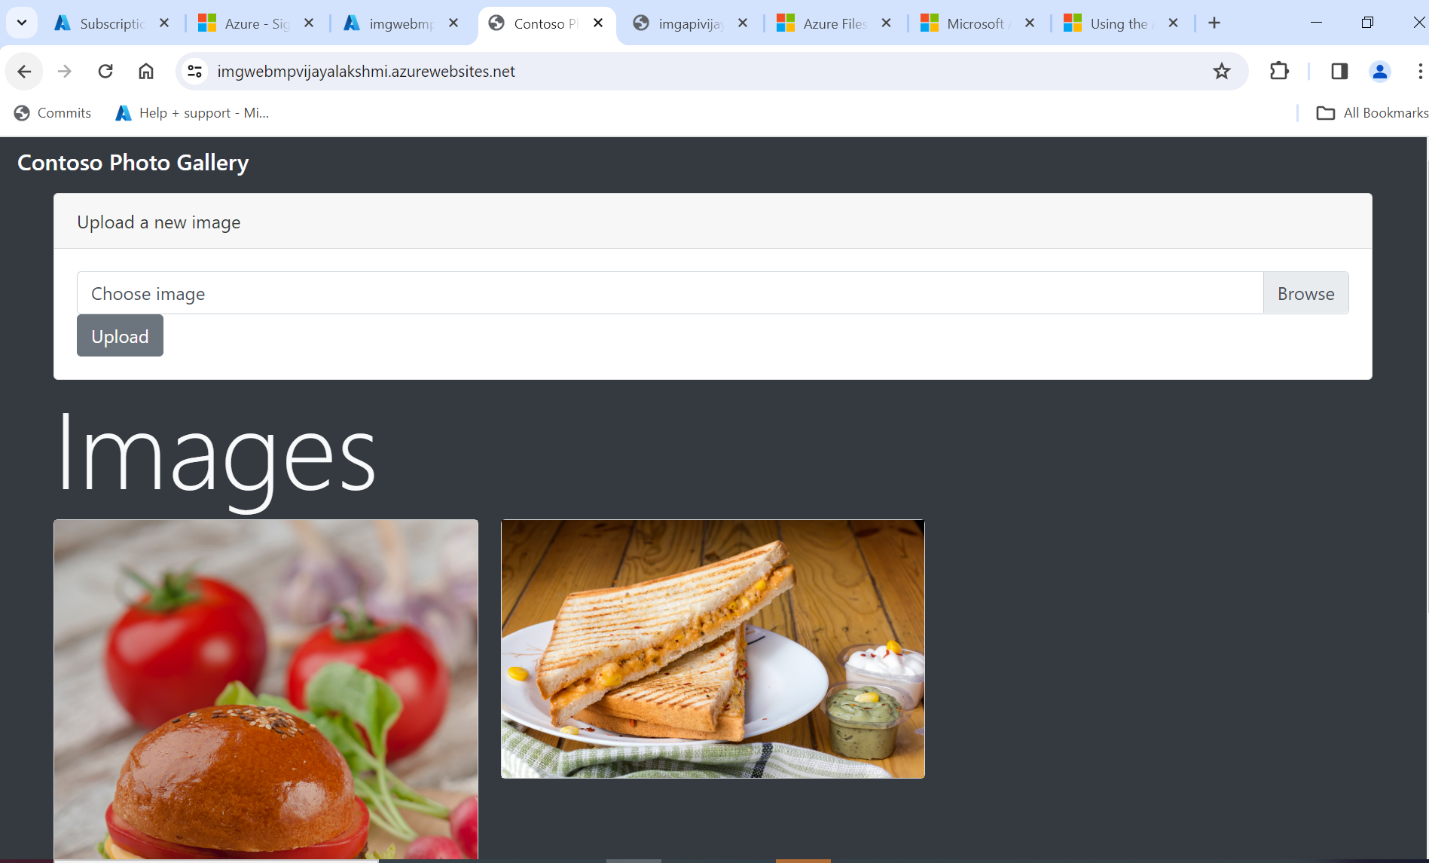 Subscriptic
Azure - Sig
imgwebmp
Contoso P
imgapivijay
Azure Files
Microsoft
Using the
imgwebmpvijayalakshmi.azurewebsites.net
Commits
Help + support - Mi...
All Bookmarks
Contoso Photo Gallery
Upload a new image
Choose image
Browse
Upload
Images